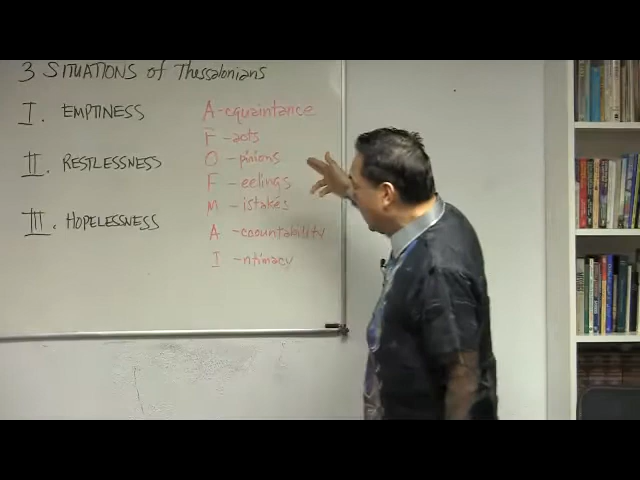 3 SITUATIONS of Thessalonians
I. EMPTINESS
II. RESTLESSNESS
III. HOPELESSNESS
A - cquaintance
F - acts
O - pinions
F - eelings
M - istakes
A - ccountability
I - ntimacy